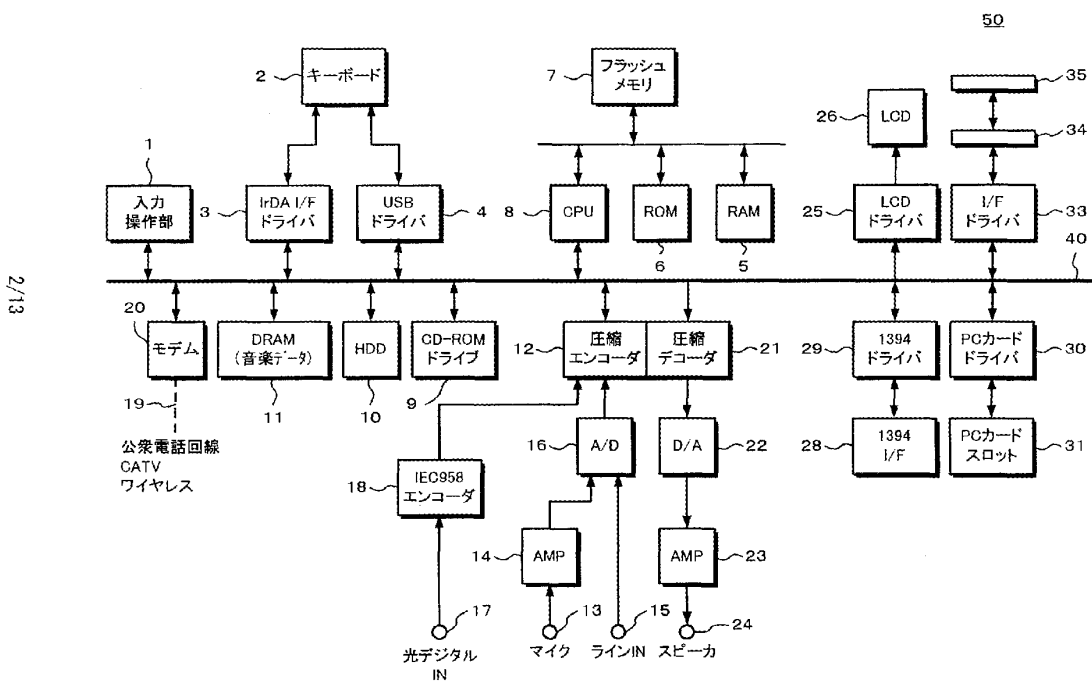 50
2
キーボード
7
フラッシュ
メモリ
35
26
LCD
34
1
入力
操作部
3
IrDA I/F
ドライバ
USB
ドライバ
4
8
CPU
ROM
RAM
25
LCD
ドライバ
I/F
ドライバ
33
6
5
40
2/13
20
モデム
DRAM
(音楽データ)
HDD
CD-ROM
ドライブ
12
圧縮
エンコーダ
圧縮
デコーダ
21
29
1394
ドライバ
PCカード
ドライバ
30
19
11
10
9
公衆電話回線
CATV
ワイヤレス
16
A/D
D/A
22
28
1394
I/F
PCカード
スロット
31
18
IEC958
エンコーダ
14
AMP
AMP
23
17
13
15
24
光デジタル
IN
マイク
ラインIN
スピーカ